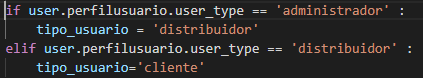 if user.perfilusuario.user_type == 'administrador' :
    tipo_usuario = 'distribuidor'
elif user.perfilusuario.user_type == 'distribuidor' :
    tipo_usuario='cliente'